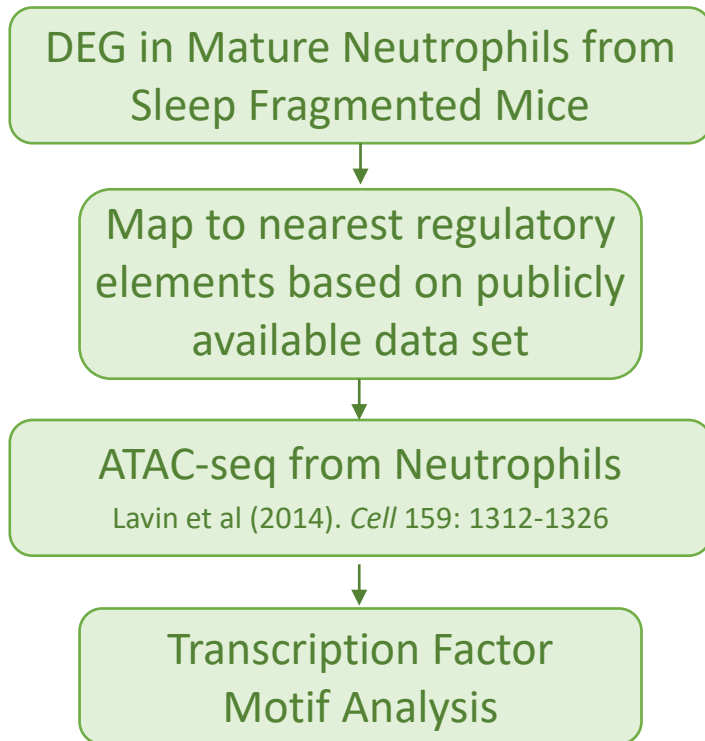 DEG in Mature Neutrophils from
Sleep Fragmented Mice
Map to nearest regulatory
elements based on publicly
available data set
ATAC-seq from Neutrophils
Lavin et al (2014). Cell 159: 1312-1326
Transcription Factor
Motif Analysis